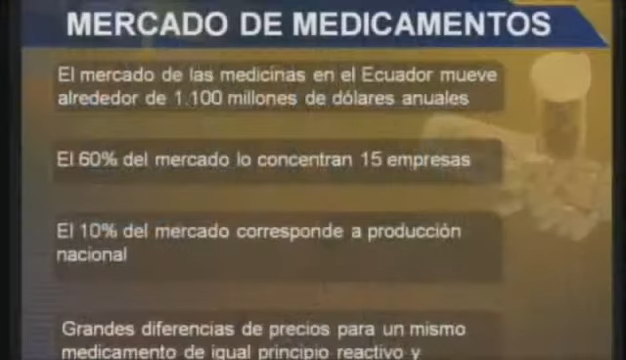 MERCADO DE MEDICAMENTOS
El mercado de las medicinas en el Ecuador mueve
alrededor de 1.100 millones de dólares anuales
El 60% del mercado lo concentran 15 empresas
El 10% del mercado corresponde a producción
nacional
Grandes diferencias de precios para un mismo
medicamento de igual principio reactivo y